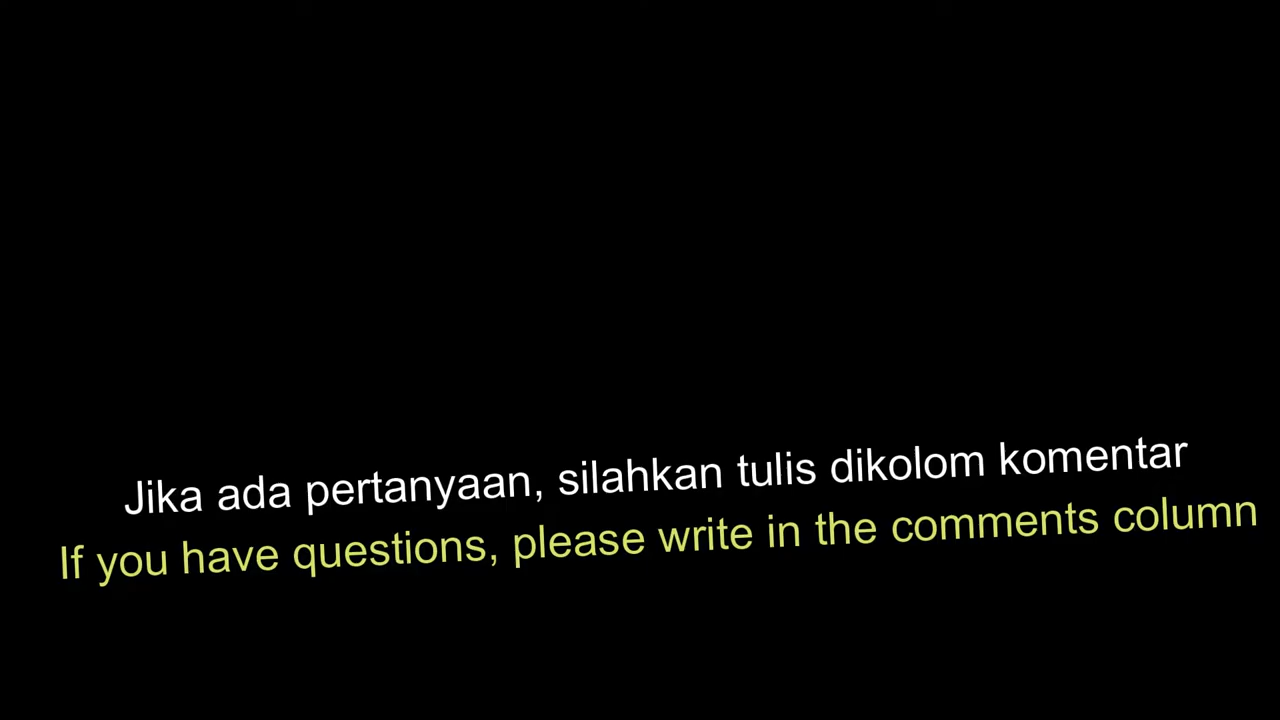 Jika ada pertanyaan, silahkan tulis dikolom komentar
If you have questions, please write in the comments column